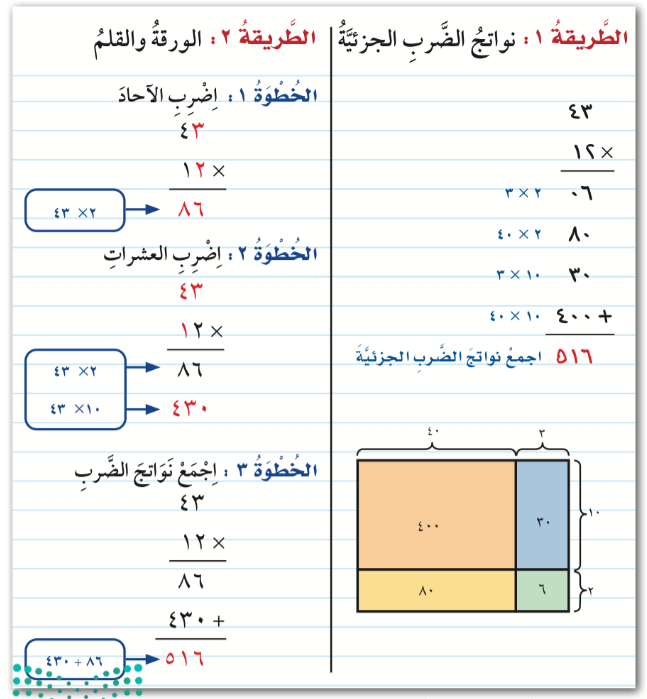 الطَّريقةُ ١: نواتجُ الضَّربِ الجزئيَّةُ
٤٣
× ١٢
٠٦ ٢ × ٣
٨٠ ٢ × ٤٠
٣٠ ١٠ × ٣
+ ٤٠٠ ١٠ × ٤٠
٥١٦ اجمعْ نواتجَ الضَّربِ الجزئيَّةَ
٣ ٤٠
١٠ ٣٠ ٤٠٠
٢ ٦ ٨٠
الطَّريقةُ ٢: الورقةُ والقلمُ
الخُطْوَةُ ١: اِضْرِبِ الآحادَ
٤٣
× ١٢
٨٦ ٢× ٤٣
الخُطْوَةُ ٢: اِضْرِبِ العشراتِ
٤٣
× ١٢
٨٦ ٢× ٤٣
٤٣٠ ١٠× ٤٣
الخُطْوَةُ ٣: اِجْمَعْ نَوَاتجَ الضَّربِ
٤٣
× ١٢
٨٦
+ ٤٣٠
٥١٦ ٨٦ + ٤٣٠